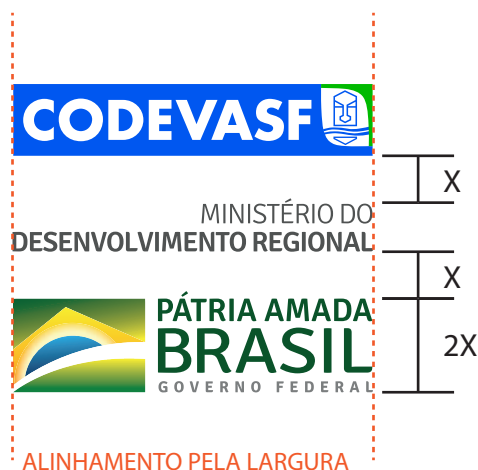 CODEVASF
X
MINISTÉRIO DO
DESENVOLVIMENTO REGIONAL
X
PÁTRIA AMADA
BRASIL
2X
GOVERNO FEDERAL
ALINHAMENTO PELA LARGURA